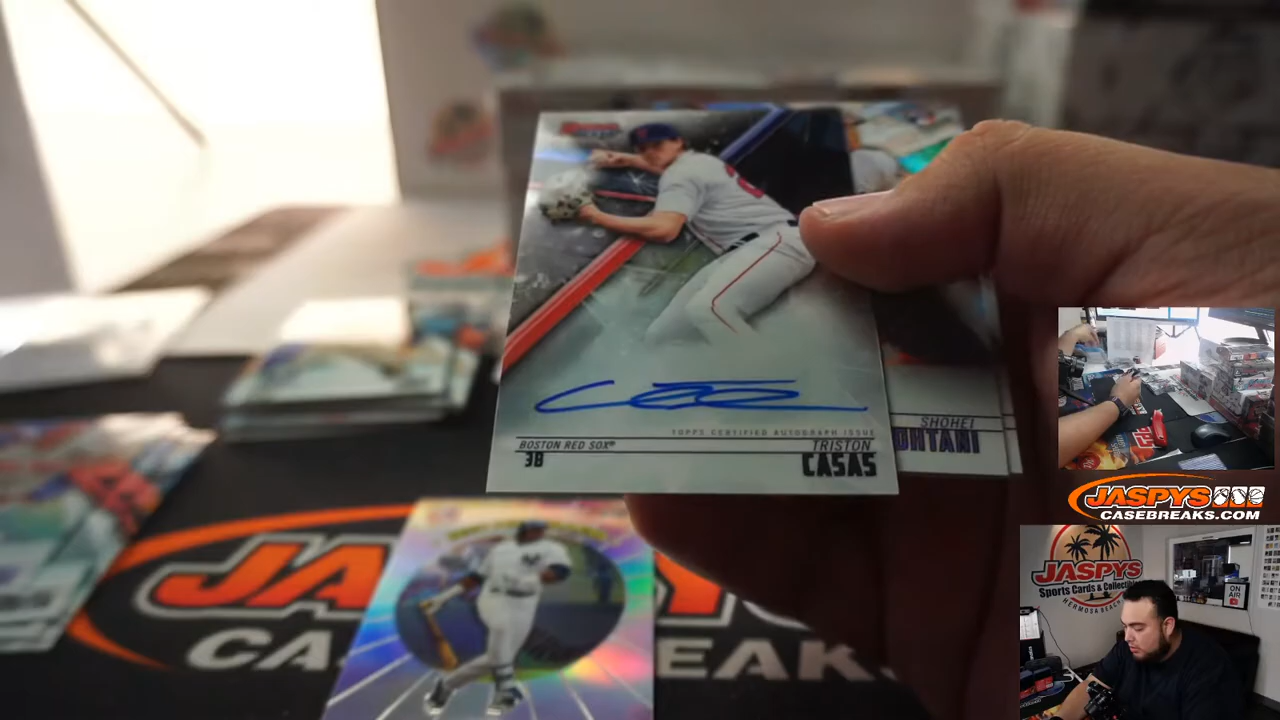 TOPPS CERTIFIED AUTOGRAPH ISSUE
BOSTON RED SOX®
TRISTON
3B
CASAS
SHOHEI
OHTANI
JASPYS
CASEBREAKS.COM
JASPYS
Sports Cards & Collectibles
HERMOSA BEACH
ON
AIR
JA
CA
EAK